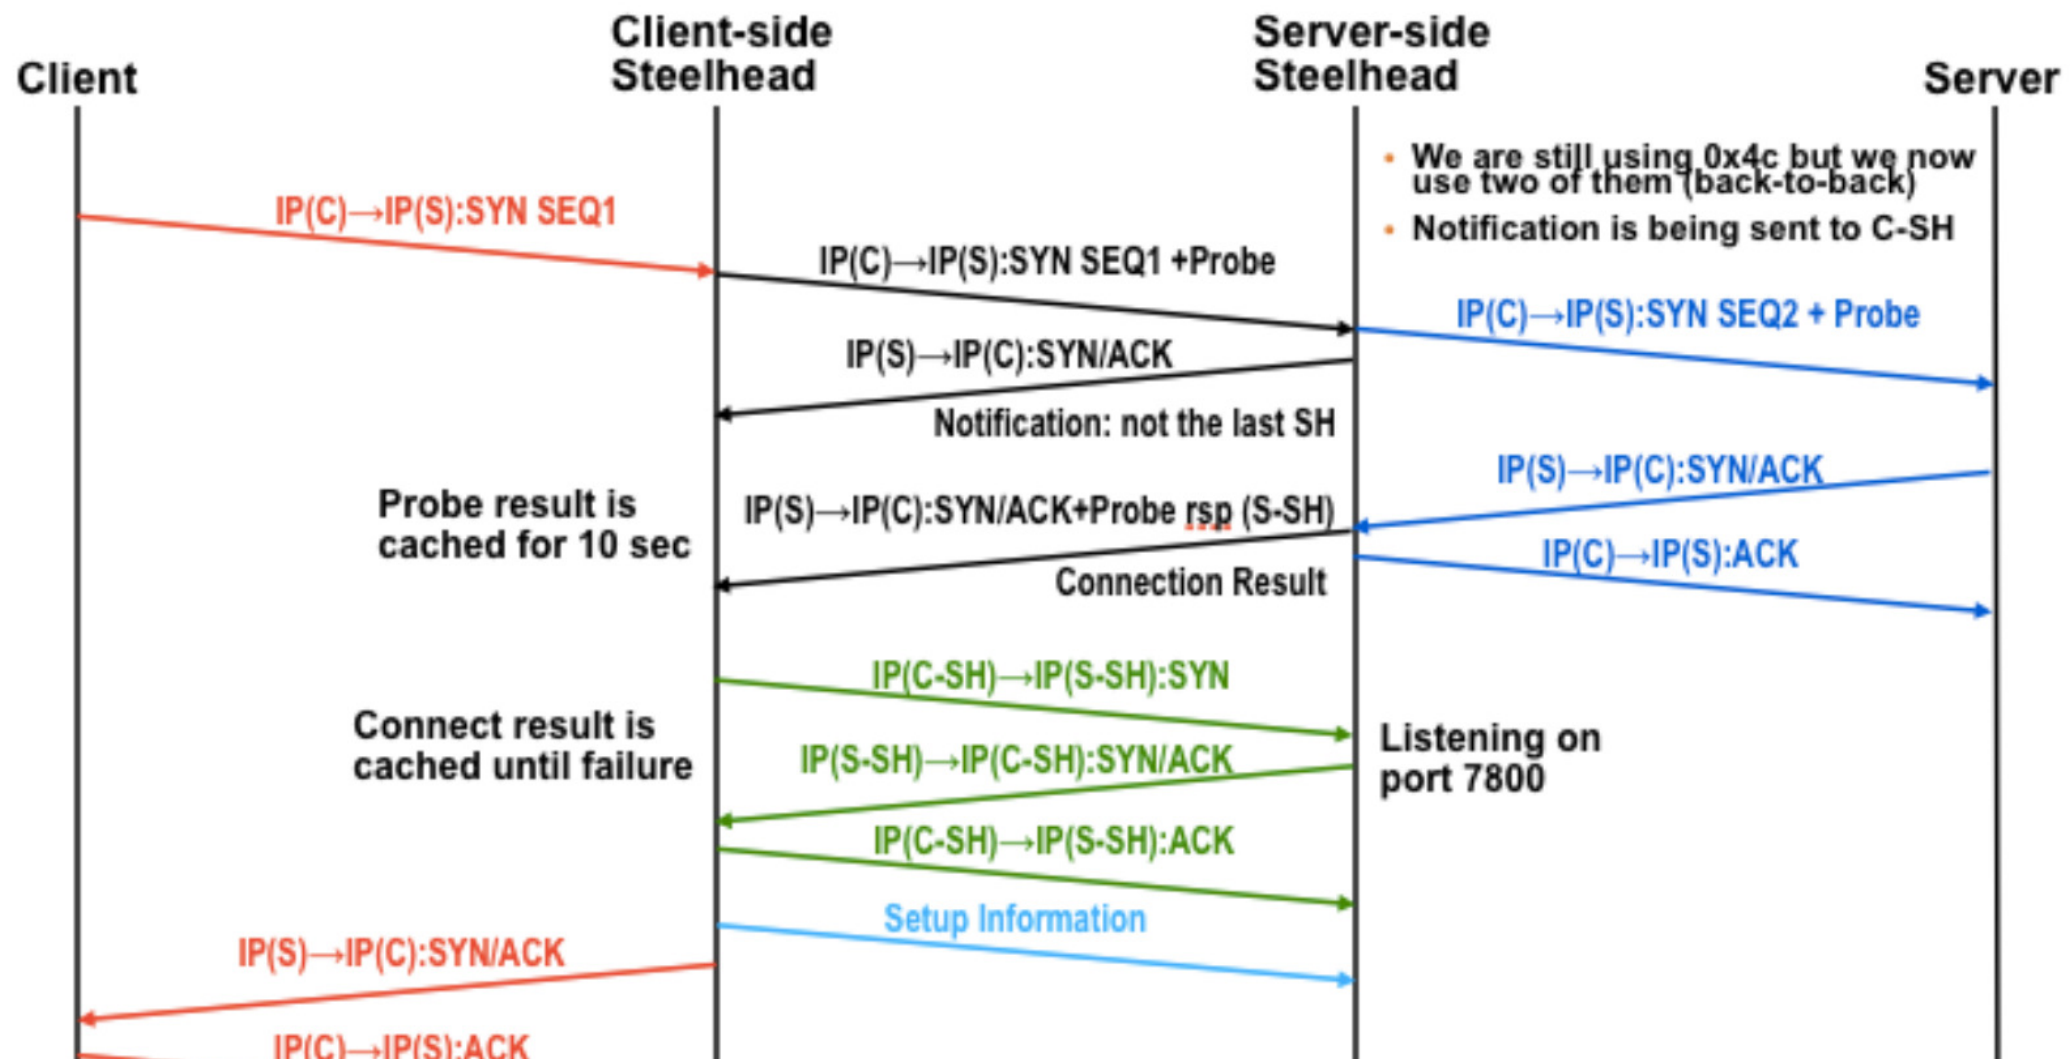 Client
Client-side
Steelhead
Server-side
Steelhead
Server
• We are still using 0x4c but we now
use two of them (back-to-back)
• Notification is being sent to C-SH
IP(C)→IP(S):SYN SEQ1
IP(C)→IP(S):SYN SEQ1 +Probe
IP(C)→IP(S):SYN SEQ2 + Probe
IP(S)→IP(C):SYN/ACK
Notification: not the last SH
IP(S)→IP(C):SYN/ACK
Probe result is
cached for 10 sec
IP(S)→IP(C):SYN/ACK+Probe rsp (S-SH)
IP(C)→IP(S):ACK
Connection Result
IP(C-SH)→IP(S-SH):SYN
Connect result is
cached until failure
Listening on
port 7800
IP(S-SH)→IP(C-SH):SYN/ACK
IP(C-SH)→IP(S-SH):ACK
Setup Information
IP(S)→IP(C):SYN/ACK
IP(C)→IP(S):ACK